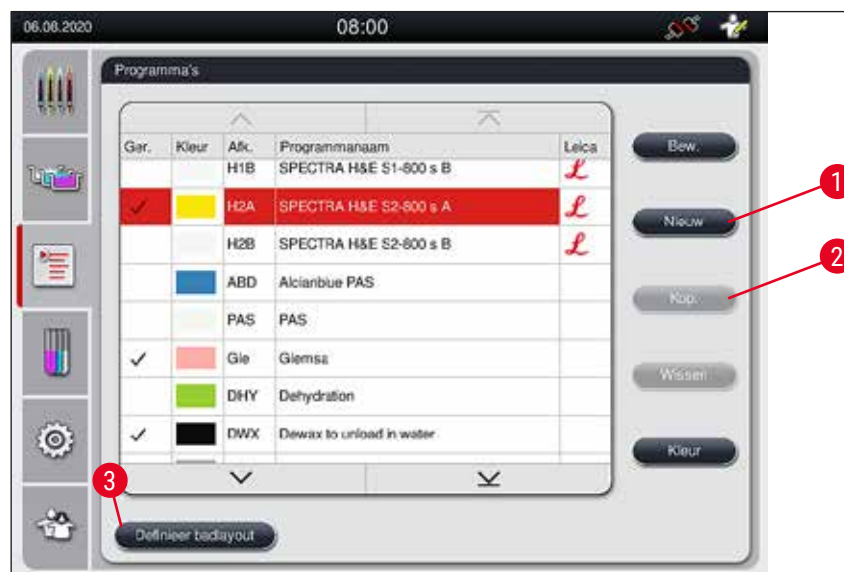 06.08.2020 08:00
Programma's
Ger. Kleur Afk. Programmanaam Leica
H1B SPECTRA H&E S1-600 s B
H2A SPECTRA H&E S2-600 s A
H2B SPECTRA H&E S2-600 s B
ABD Alcianblue PAS
PAS PAS
Gie Giemsa
DHY Dehydration
DWX Dewax to unload in water
Bew.
Nieuw
Kop.
Wissen
Kleur
Definieer badlayout
1
2
3